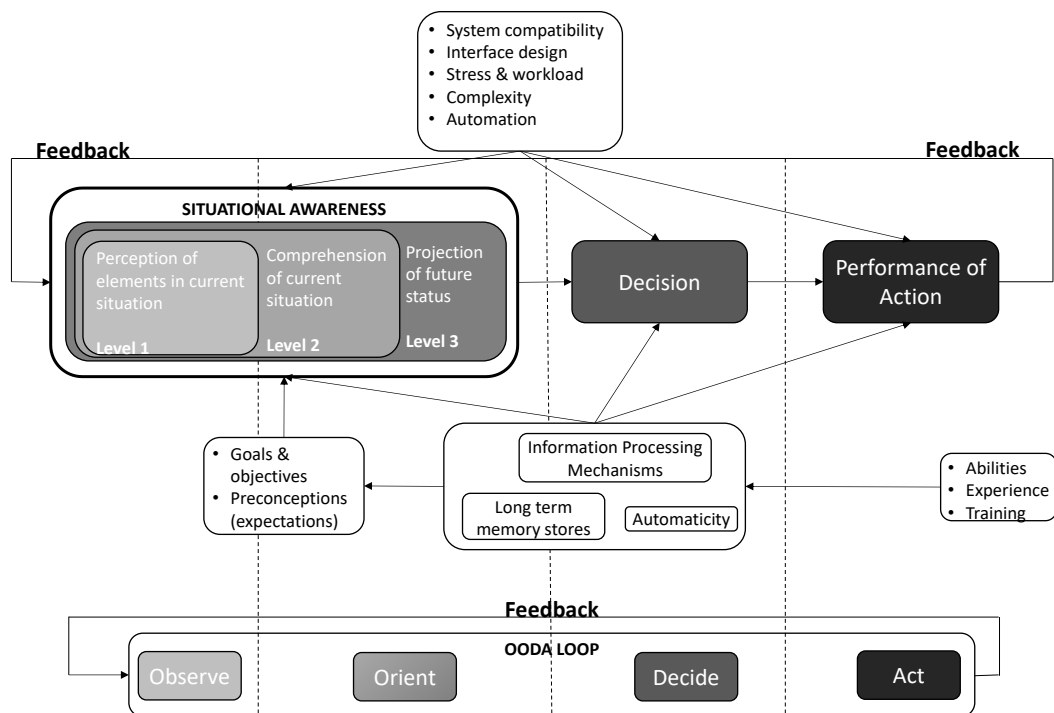 • System compatibility
• Interface design
• Stress & workload
• Complexity
• Automation
Feedback
Feedback
SITUATIONAL AWARENESS
Perception of
elements in current
situation
Level 1
Comprehension
of current
situation
Level 2
Projection
of future
status
Level 3
Decision
Performance of
Action
• Goals &
objectives
• Preconceptions
(expectations)
Information Processing
Mechanisms
Long term
memory stores
Automaticity
• Abilities
• Experience
• Training
Feedback
OODA LOOP
Observe
Orient
Decide
Act